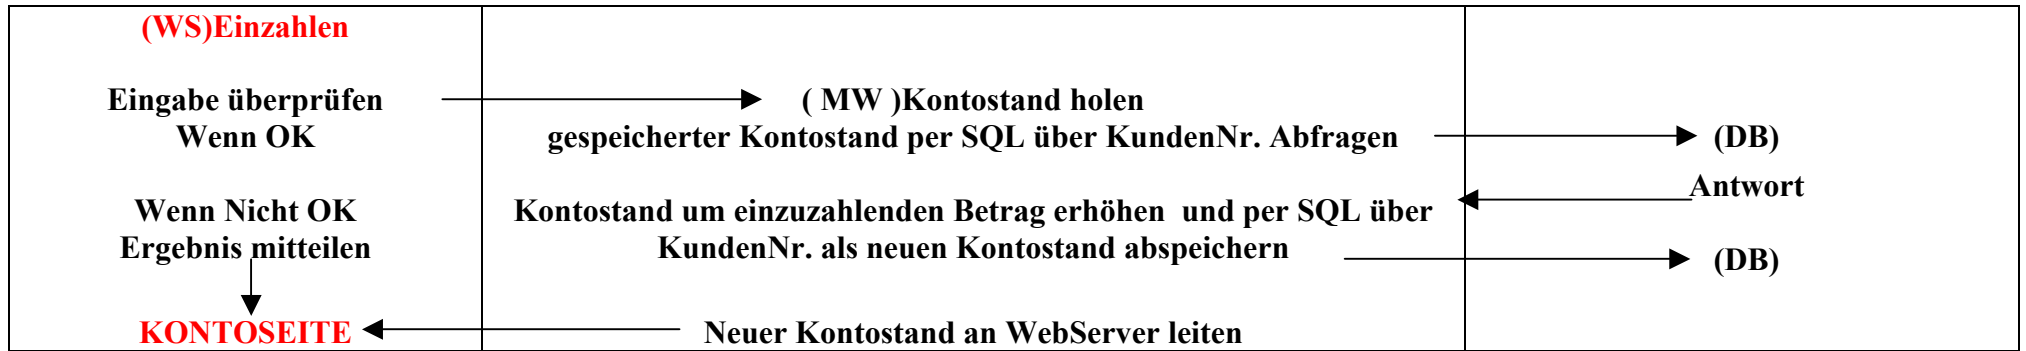 (WS)Einzahlen
Eingabe überprüfen
Wenn OK
Wenn Nicht OK
Ergebnis mitteilen
KONTOSEITE
( MW )Kontostand holen
gespeicherter Kontostand per SQL über KundenNr. Abfragen
Kontostand um einzuzahlenden Betrag erhöhen und per SQL über
KundenNr. als neuen Kontostand abspeichern
Neuer Kontostand an WebServer leiten
(DB)
Antwort
(DB)